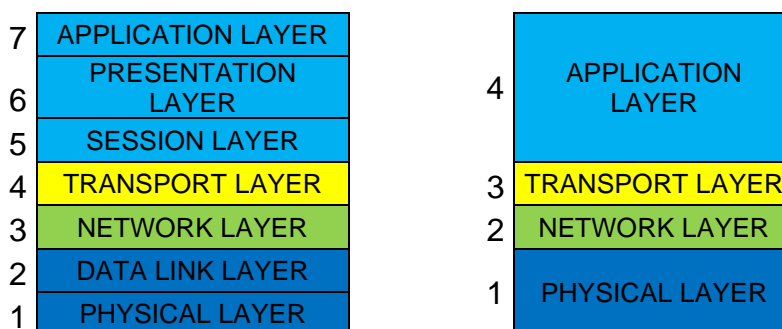 7 APPLICATION LAYER
6 PRESENTATION
LAYER
5 SESSION LAYER
4 TRANSPORT LAYER
3 NETWORK LAYER
2 DATA LINK LAYER
1 PHYSICAL LAYER
4 APPLICATION
LAYER
3 TRANSPORT LAYER
2 NETWORK LAYER
1 PHYSICAL LAYER